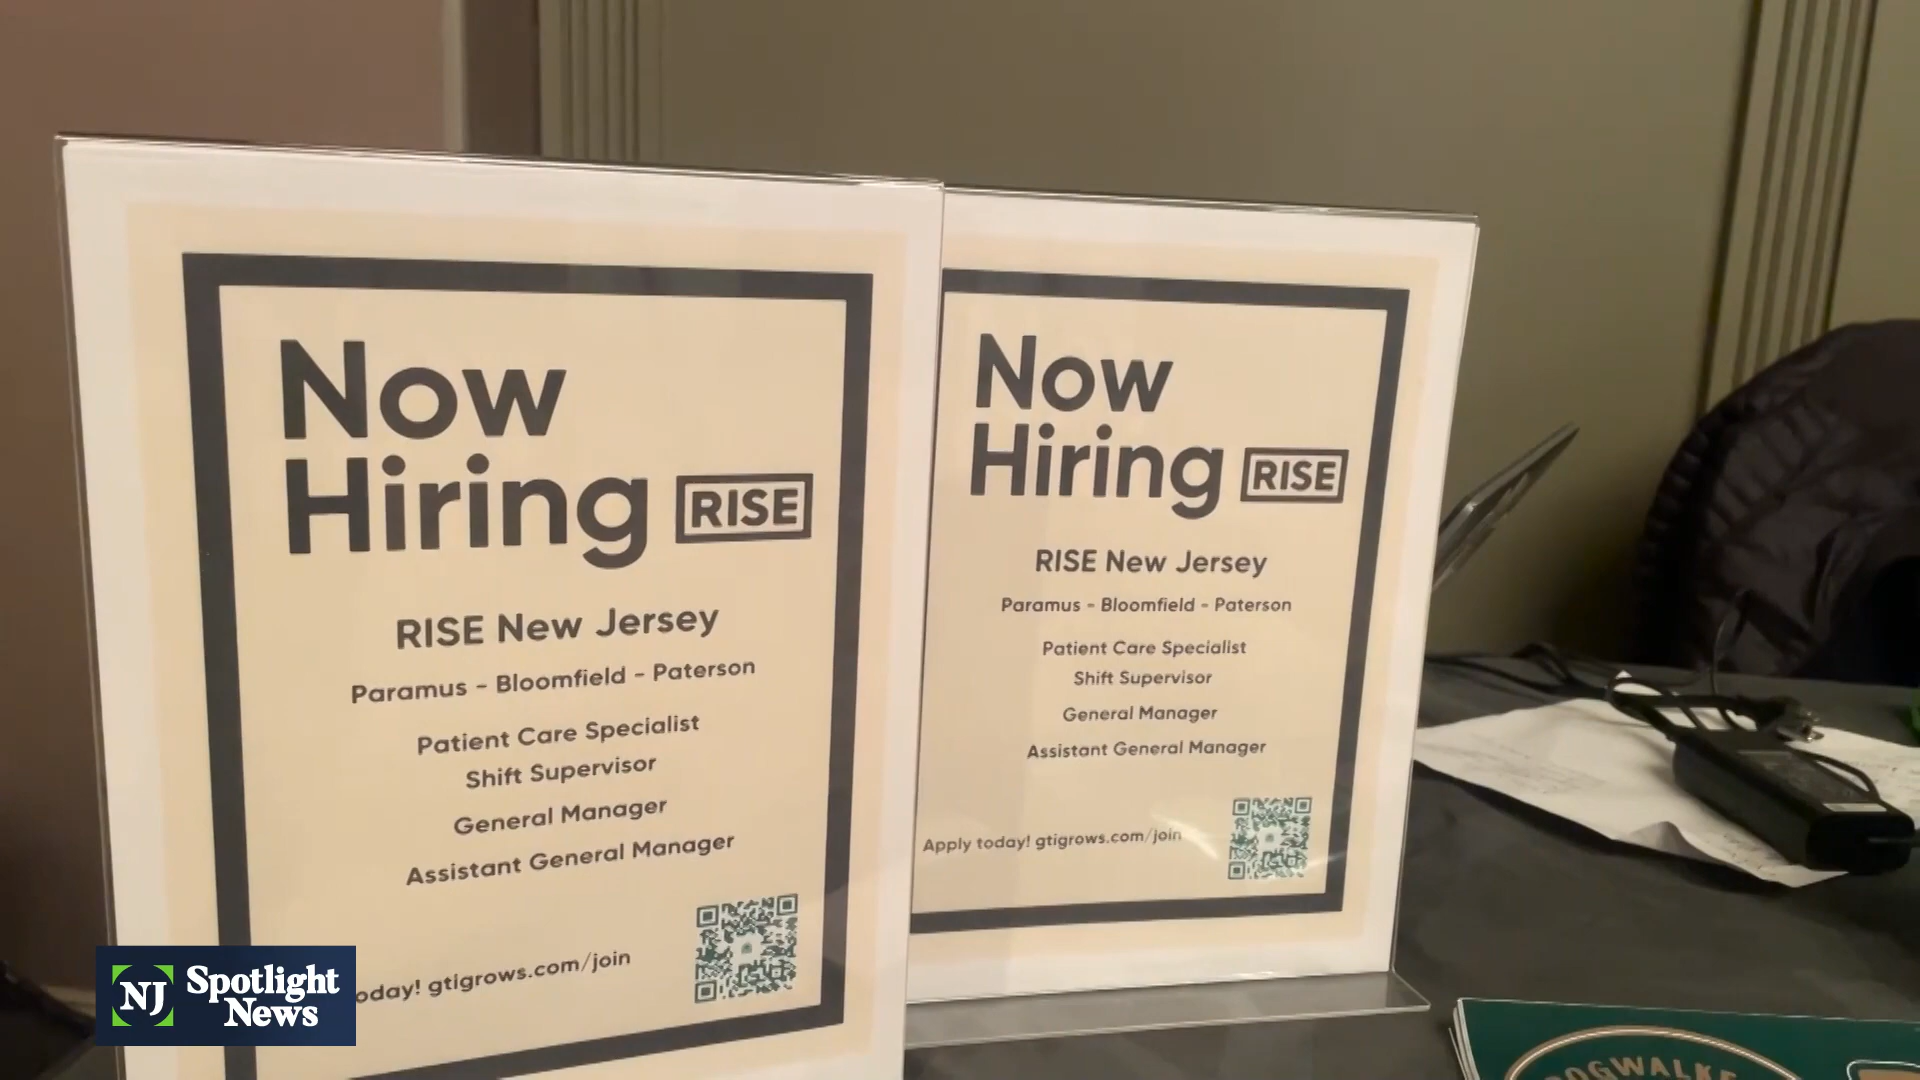 Now
Hiring RISE
RISE New Jersey
Paramus - Bloomfield - Paterson
Patient Care Specialist
Shift Supervisor
General Manager
Assistant General Manager
oday! gtigrows.com/join
Now
Hiring RISE
RISE New Jersey
Paramus - Bloomfield - Paterson
Patient Care Specialist
Shift Supervisor
General Manager
Assistant General Manager
Apply today! gtigrows.com/join
NJ Spotlight
News